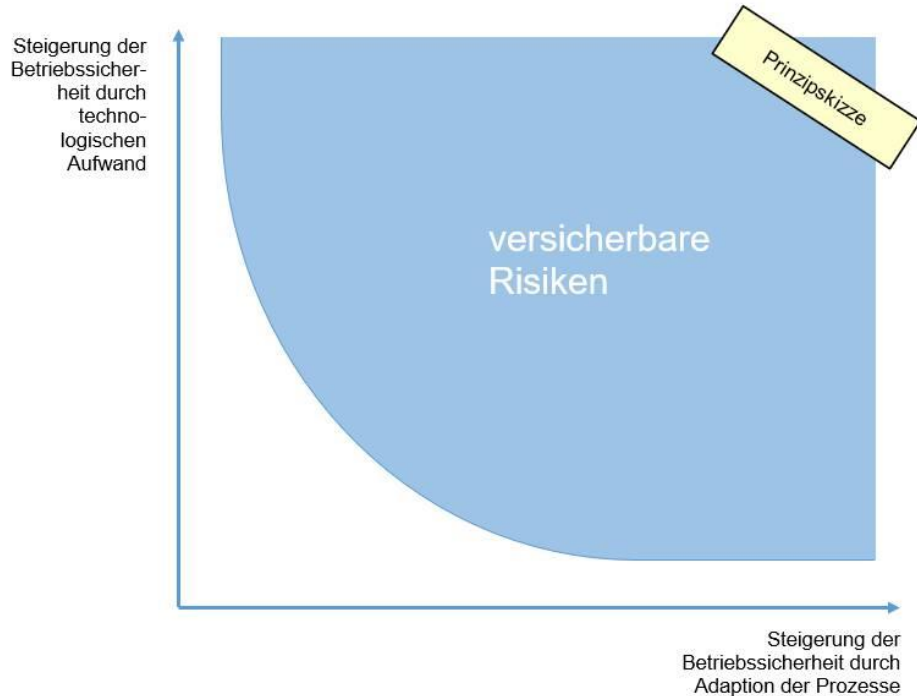 Steigerung der
Betriebssicher-
heit durch
techno-
logischen
Aufwand
Prinzipskizze
versicherbare
Risiken
Steigerung der
Betriebssicherheit durch
Adaption der Prozesse